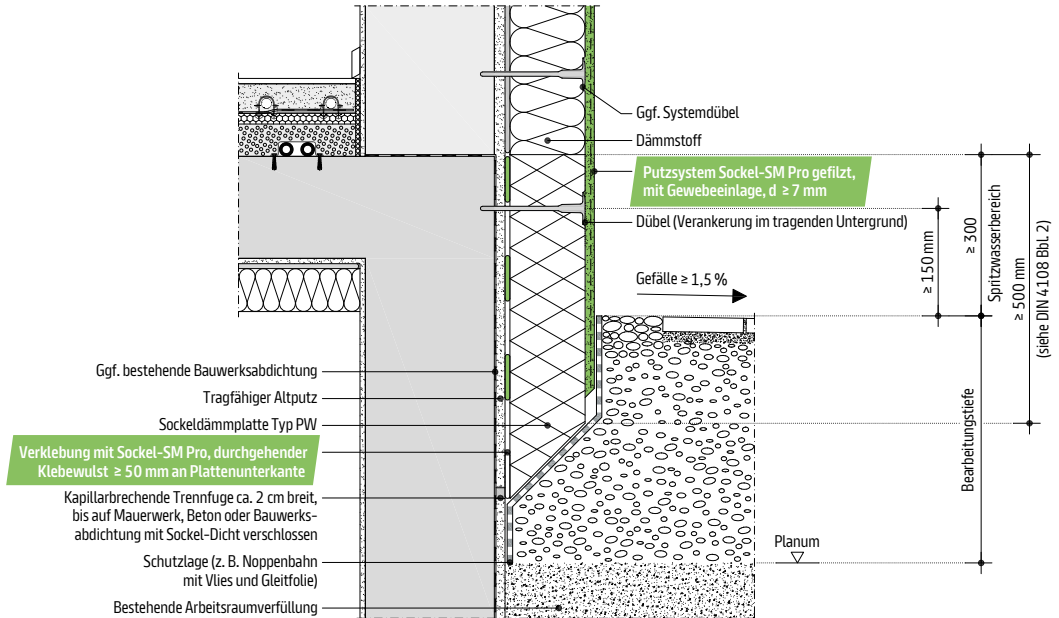 Ggf. Systemdübel
Dämmstoff
Putzsystem Sockel-SM Pro gefilzt,
mit Gewebeeinlage, d ≥ 7 mm
Dübel (Verankerung im tragenden Untergrund)
Gefälle ≥ 1,5 %
≥ 150 mm
≥ 300
Spritzwasserbereich
≥ 500 mm
(siehe DIN 4108 Bbl. 2)
Ggf. bestehende Bauwerksabdichtung
Tragfähiger Altputz
Sockeldämmplatte Typ PW
Verklebung mit Sockel-SM Pro, durchgehender
Klebewulst ≥ 50 mm an Plattenunterkante
Kapillarbrechende Trennfuge ca. 2 cm breit,
bis auf Mauerwerk, Beton oder Bauwerks-
abdichtung mit Sockel-Dicht verschlossen
Schutzlage (z. B. Noppenbahn
mit Vlies und Gleitfolie)
Bestehende Arbeitsraumverfüllung
Bearbeitungstiefe
Planum